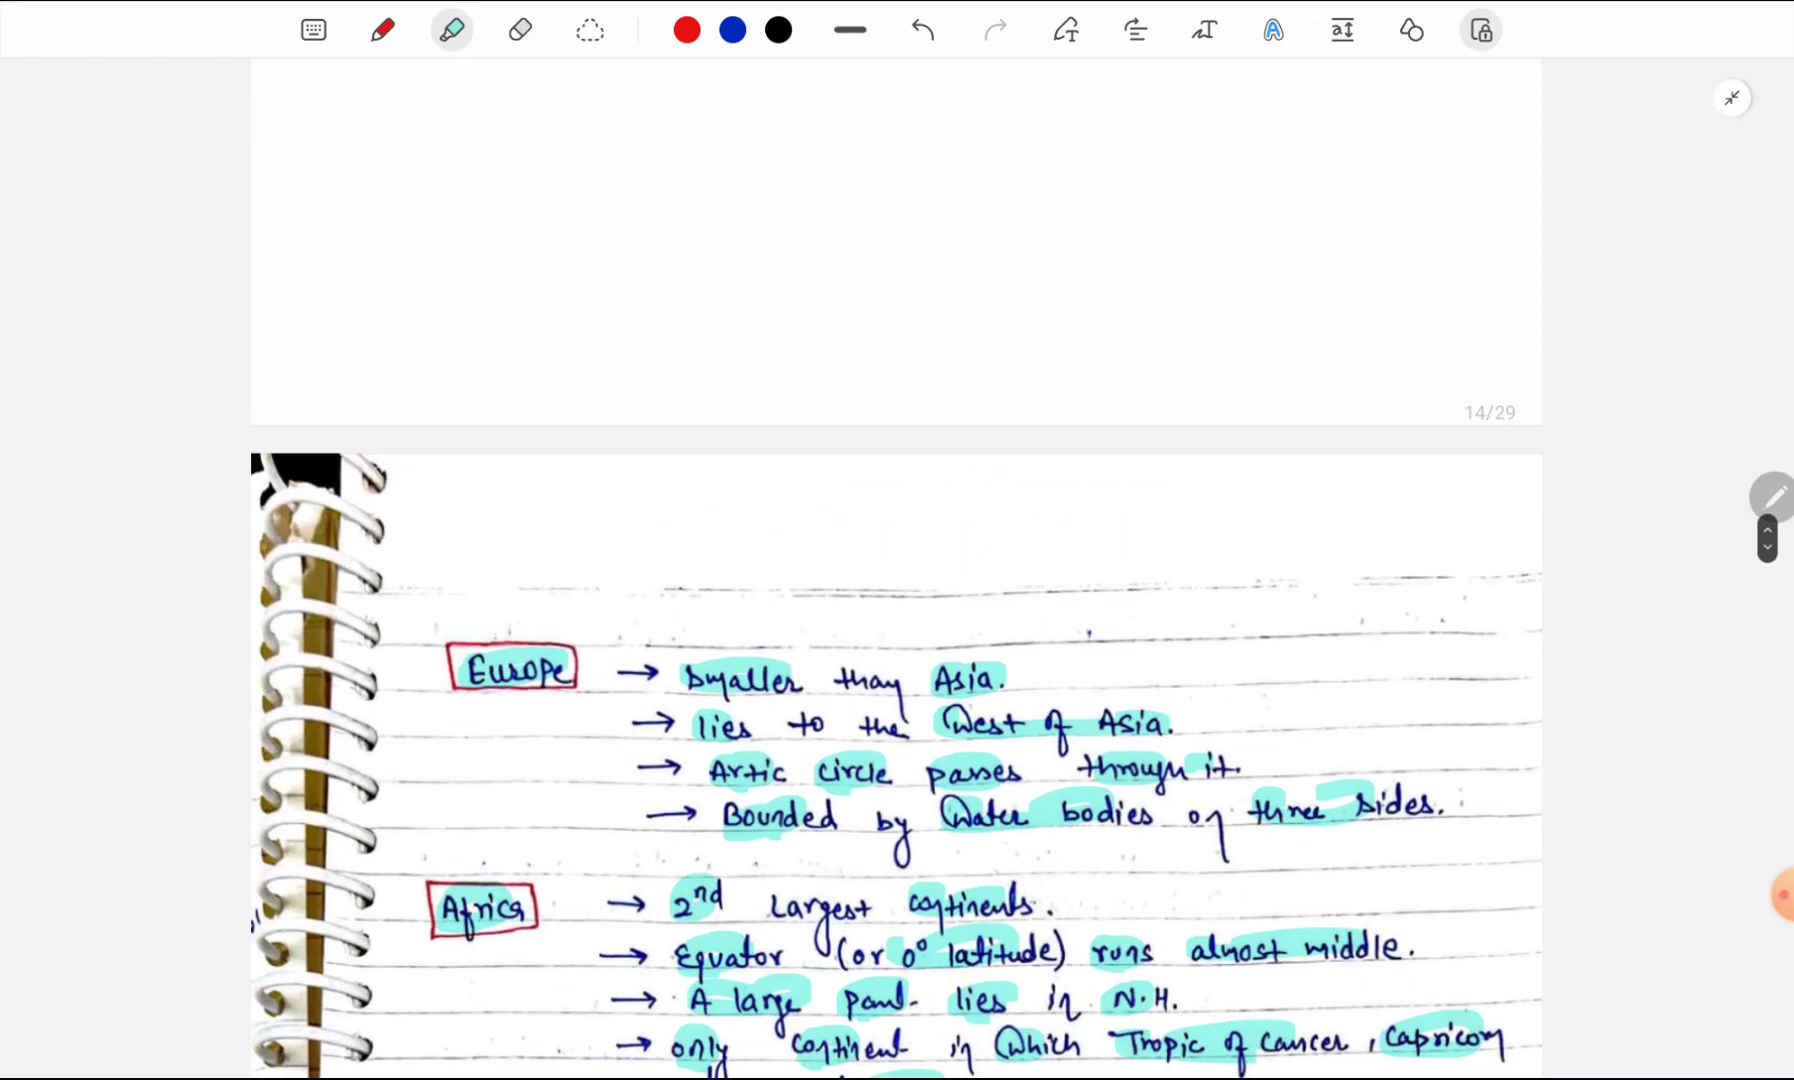 14/29
Europe → Smaller than Asia.
→ lies to the West of Asia.
→ Artic circle passes through it.
→ Bounded by Water bodies on three sides.
Africa → 2nd Largest continents.
→ Equator (or 0° latitude) runs almost middle.
→ A large part lies in N.H.
→ only continent in which Tropic of Cancer, Capricorn